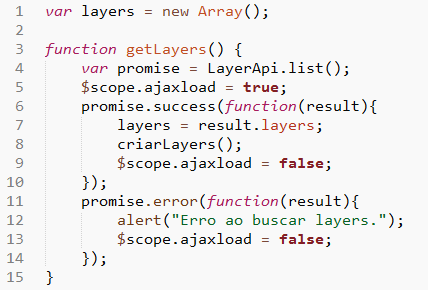 1 var layers = new Array();
2
3 function getLayers() {
4     var promise = LayerApi.list();
5     $scope.ajaxload = true;
6     promise.success(function(result){
7         layers = result.layers;
8         criarLayers();
9         $scope.ajaxload = false;
10     });
11     promise.error(function(result){
12         alert("Erro ao buscar layers.");
13         $scope.ajaxload = false;
14     });
15 }